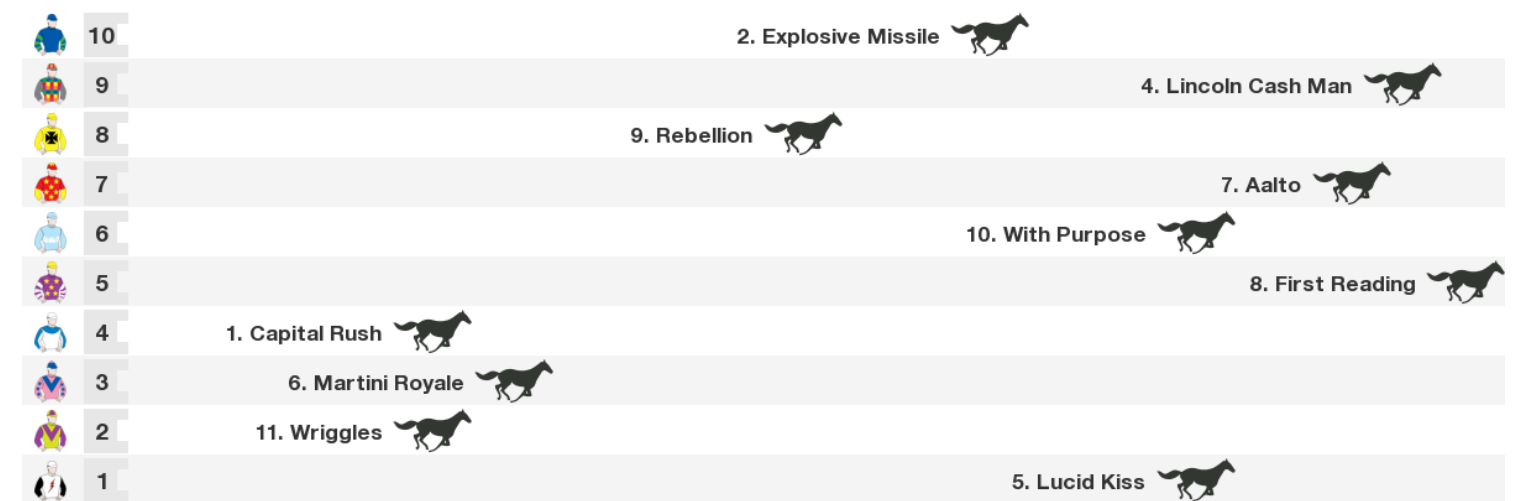 10 2. Explosive Missile
9 4. Lincoln Cash Man
8 9. Rebellion
7 7. Aalto
6 10. With Purpose
5 8. First Reading
4 1. Capital Rush
3 6. Martini Royale
2 11. Wriggles
1 5. Lucid Kiss